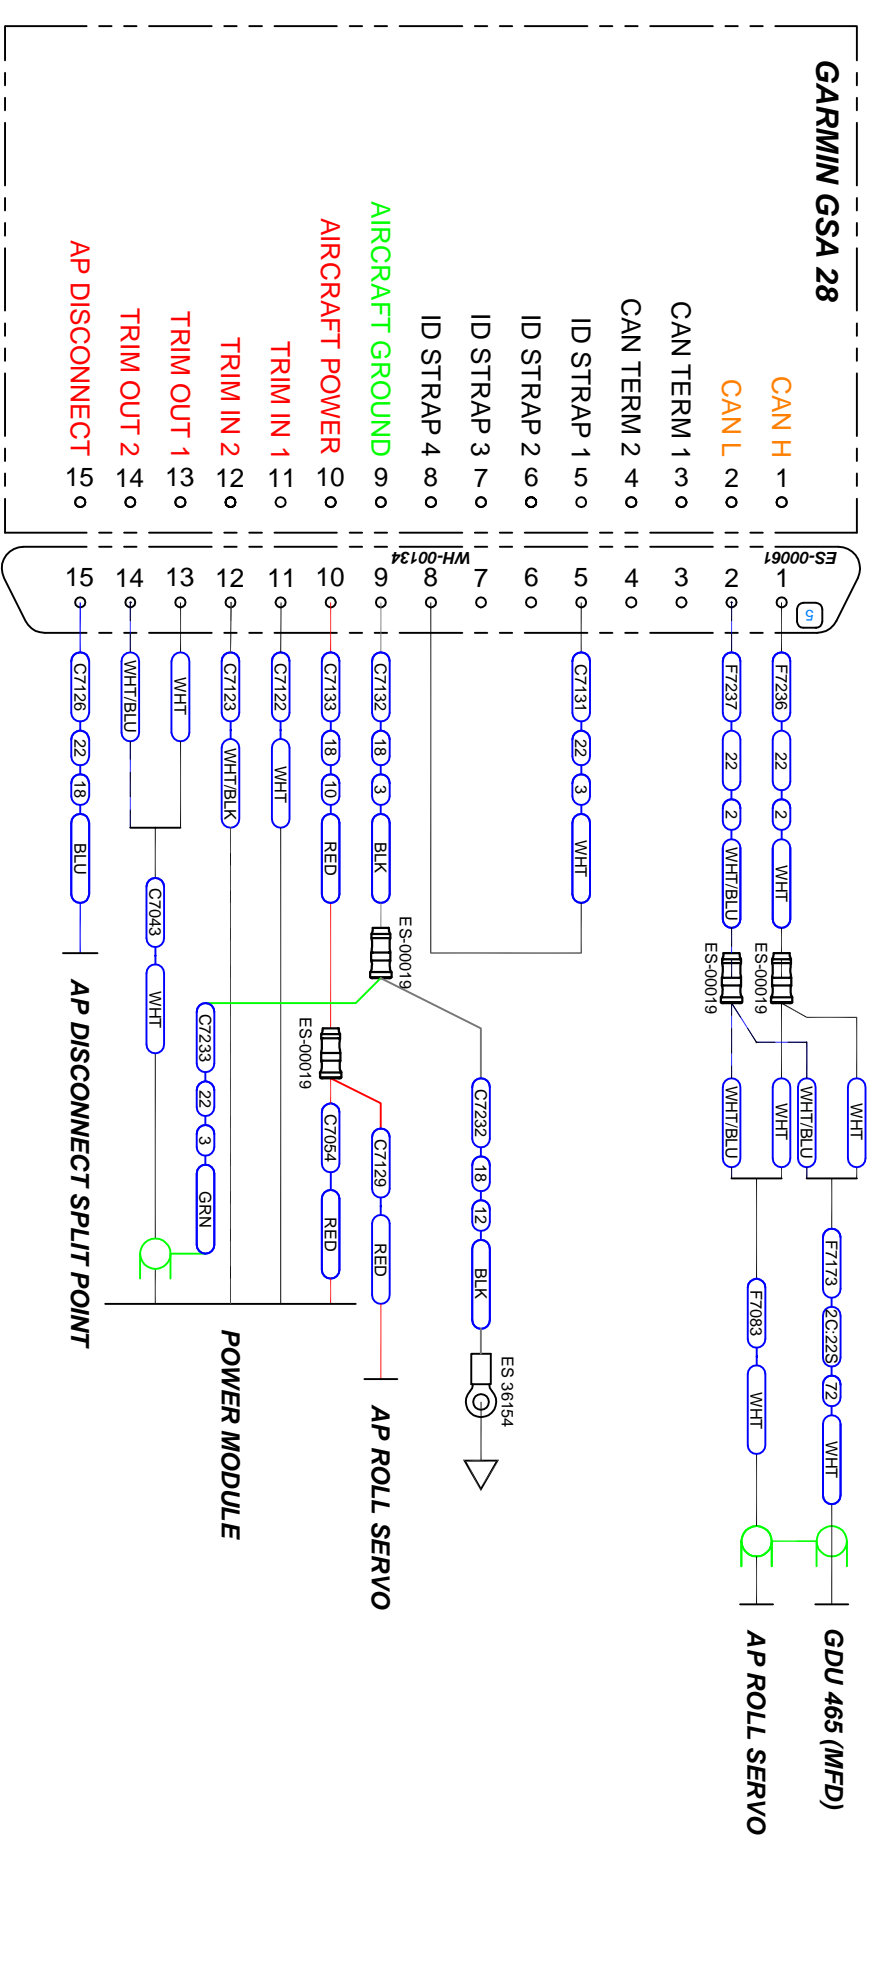 GARMIN GSA 28
ES-00061
WH-00134
5
CAN H 1 1 F7236 22 2 WHT
ES-00019
WHT
WHT
F7173 2C:22S 72 WHT
GDU 465 (MFD)
CAN L 2 2 F7237 22 2 WHT/BLU
ES-00019
WHT/BLU
WHT/BLU
F7083 WHT
AP ROLL SERVO
CAN TERM 1 3 3
CAN TERM 2 4 4
ID STRAP 1 5 5 C7131 22 3 WHT
ID STRAP 2 6 6
ID STRAP 3 7 7
ID STRAP 4 8 8
C7232 18 12 BLK
ES 36154
AIRCRAFT GROUND 9 9 C7132 18 3 BLK
ES-00019
C7129 RED
AP ROLL SERVO
AIRCRAFT POWER 10 10 C7133 18 10 RED
ES-00019
C7054 RED
TRIM IN 1 11 11 C7122 WHT
TRIM IN 2 12 12 C7123 WHT/BLK
POWER MODULE
C7233 22 3 GRN
TRIM OUT 1 13 13 WHT
C7043 WHT
TRIM OUT 2 14 14 WHT/BLU
AP DISCONNECT 15 15 C7126 22 18 BLU
AP DISCONNECT SPLIT POINT